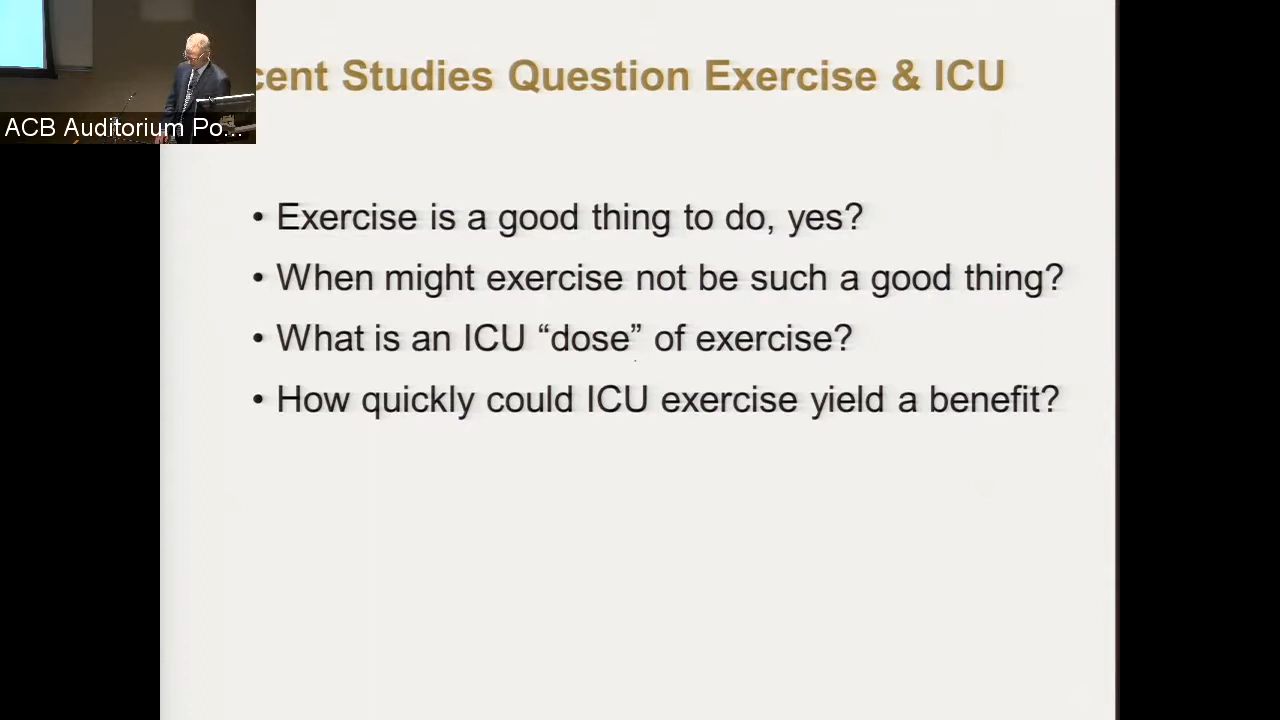 cent Studies Question Exercise & ICU
ACB Auditorium Po...
• Exercise is a good thing to do, yes?
• When might exercise not be such a good thing?
• What is an ICU “dose” of exercise?
• How quickly could ICU exercise yield a benefit?